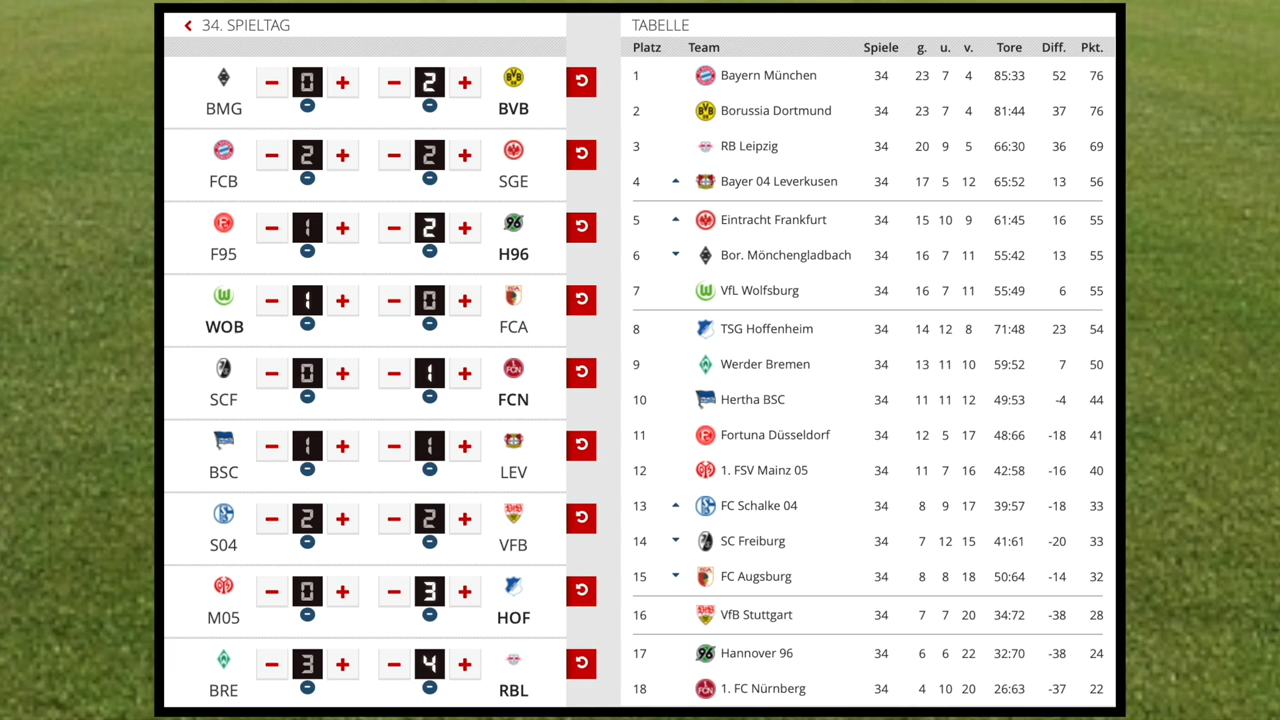 34. SPIELTAG
BMG 0 2 BVB
FCB 2 2 SGE
F95 1 2 H96
WOB 1 0 FCA
SCF 0 1 FCN
BSC 1 1 LEV
S04 2 2 VFB
M05 0 3 HOF
BRE 3 4 RBL
TABELLE
Platz Team Spiele g. u. v. Tore Diff. Pkt.
1 Bayern München 34 23 7 4 85:33 52 76
2 Borussia Dortmund 34 23 7 4 81:44 37 76
3 RB Leipzig 34 20 9 5 66:30 36 69
4 Bayer 04 Leverkusen 34 17 5 12 65:52 13 56
5 Eintracht Frankfurt 34 15 10 9 61:45 16 55
6 Bor. Mönchengladbach 34 16 7 11 55:42 13 55
7 VfL Wolfsburg 34 16 7 11 55:49 6 55
8 TSG Hoffenheim 34 14 12 8 71:48 23 54
9 Werder Bremen 34 13 11 10 59:52 7 50
10 Hertha BSC 34 11 11 12 49:53 -4 44
11 Fortuna Düsseldorf 34 12 5 17 48:66 -18 41
12 1. FSV Mainz 05 34 11 7 16 42:58 -16 40
13 FC Schalke 04 34 8 9 17 39:57 -18 33
14 SC Freiburg 34 7 12 15 41:61 -20 33
15 FC Augsburg 34 8 8 18 50:64 -14 32
16 VfB Stuttgart 34 7 7 20 34:72 -38 28
17 Hannover 96 34 6 6 22 32:70 -38 24
18 1. FC Nürnberg 34 4 10 20 26:63 -37 22